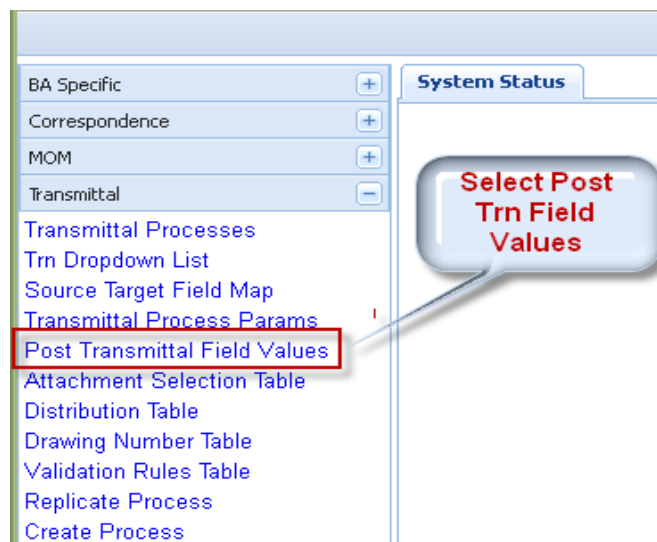 BA Specific
Correspondence
MOM
Transmittal
Transmittal Processes
Trn Dropdown List
Source Target Field Map
Transmittal Process Params
Post Transmittal Field Values
Attachment Selection Table
Distribution Table
Drawing Number Table
Validation Rules Table
Replicate Process
Create Process
System Status
Select Post
Trn Field
Values